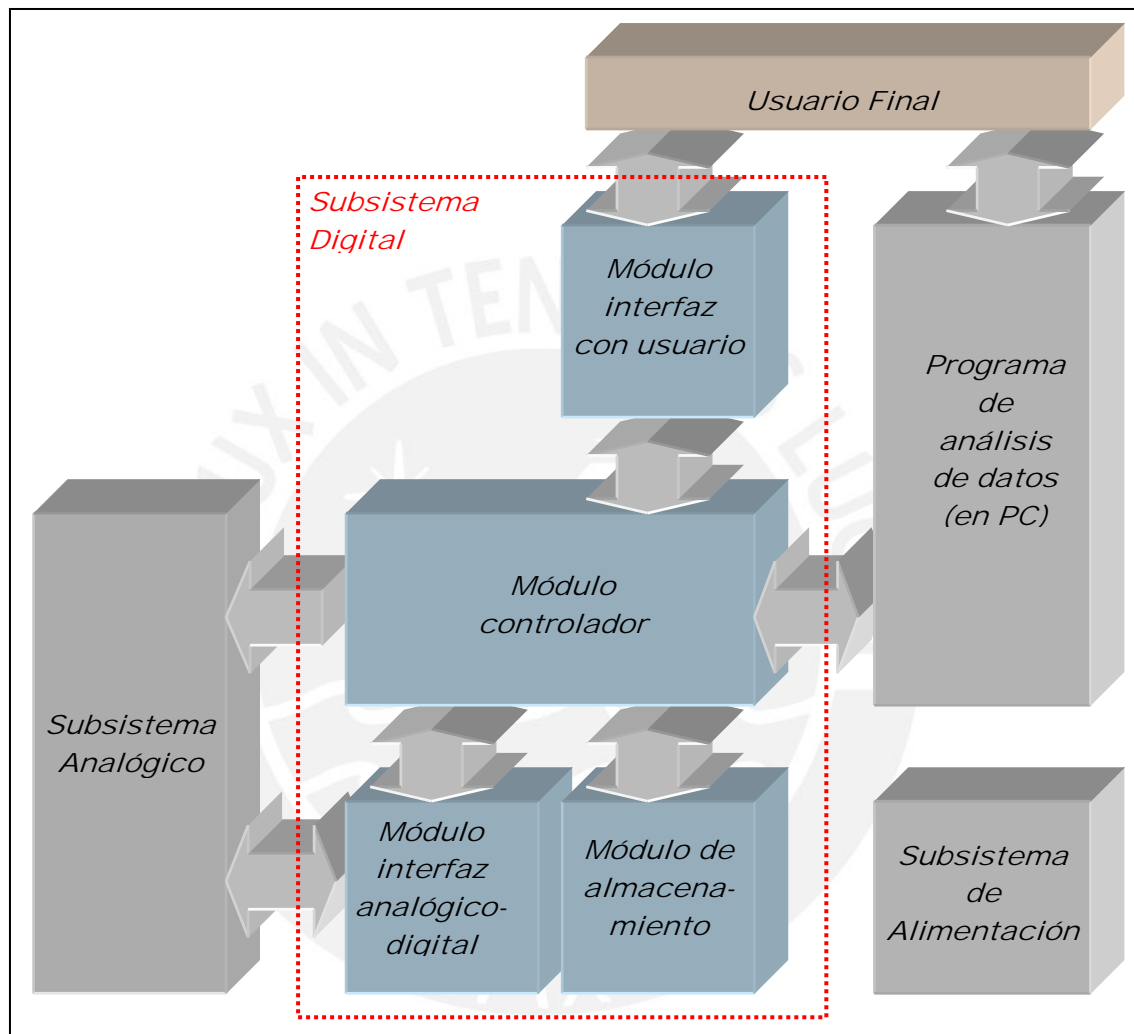 Usuario Final
Subsistema
Digital
Módulo
interfaz
con usuario
Programa
de
análisis
de datos
(en PC)
Módulo
controlador
Subsistema
Analógico
Módulo
interfaz
analógico-
digital
Módulo de
almacena-
miento
Subsistema
de
Alimentación